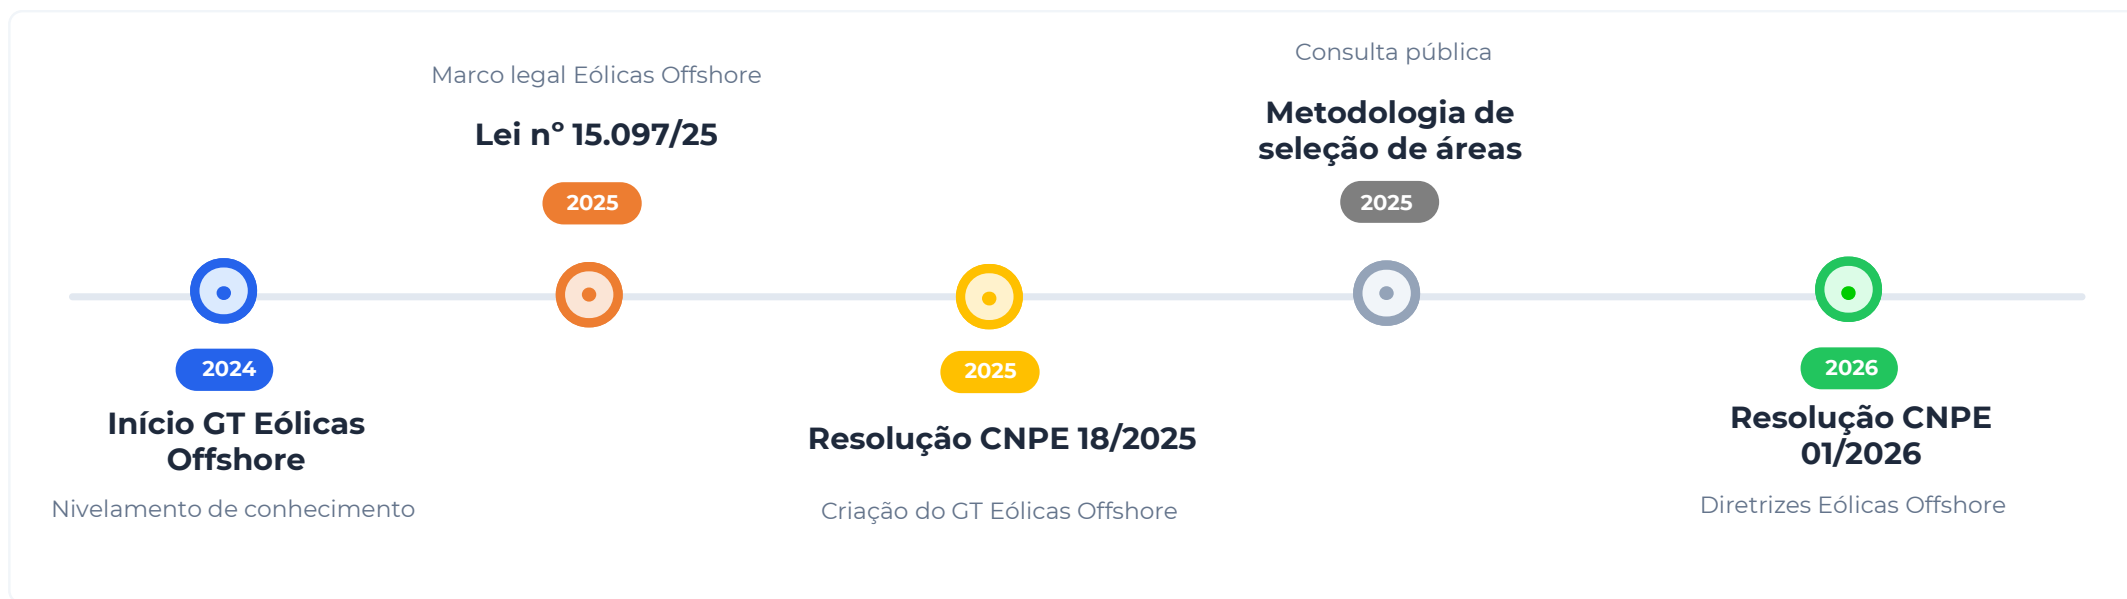 2024
Início GT Eólicas
Offshore
Nivelamento de conhecimento
Marco legal Eólicas Offshore
Lei nº 15.097/25
2025
2025
Resolução CNPE 18/2025
Criação do GT Eólicas Offshore
Consulta pública
Metodologia de
seleção de áreas
2025
2026
Resolução CNPE
01/2026
Diretrizes Eólicas Offshore